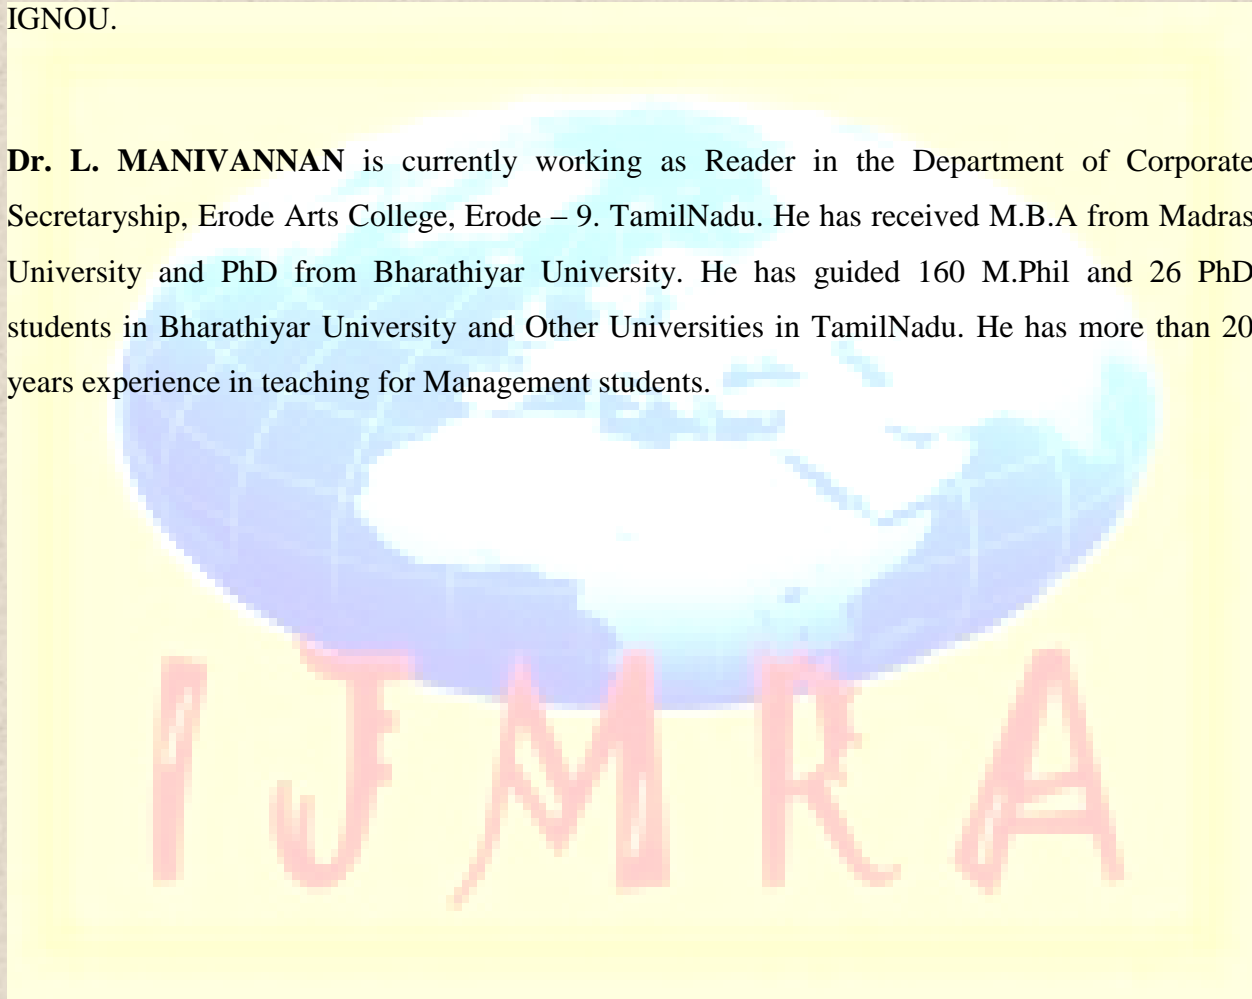 IGNOU.
Dr. L. MANIVANNAN is currently working as Reader in the Department of Corporate
Secretaryship, Erode Arts College, Erode – 9. TamilNadu. He has received M.B.A from Madras
University and PhD from Bharathiyar University. He has guided 160 M.Phil and 26 PhD
students in Bharathiyar University and Other Universities in TamilNadu. He has more than 20
years experience in teaching for Management students.
IJMRA